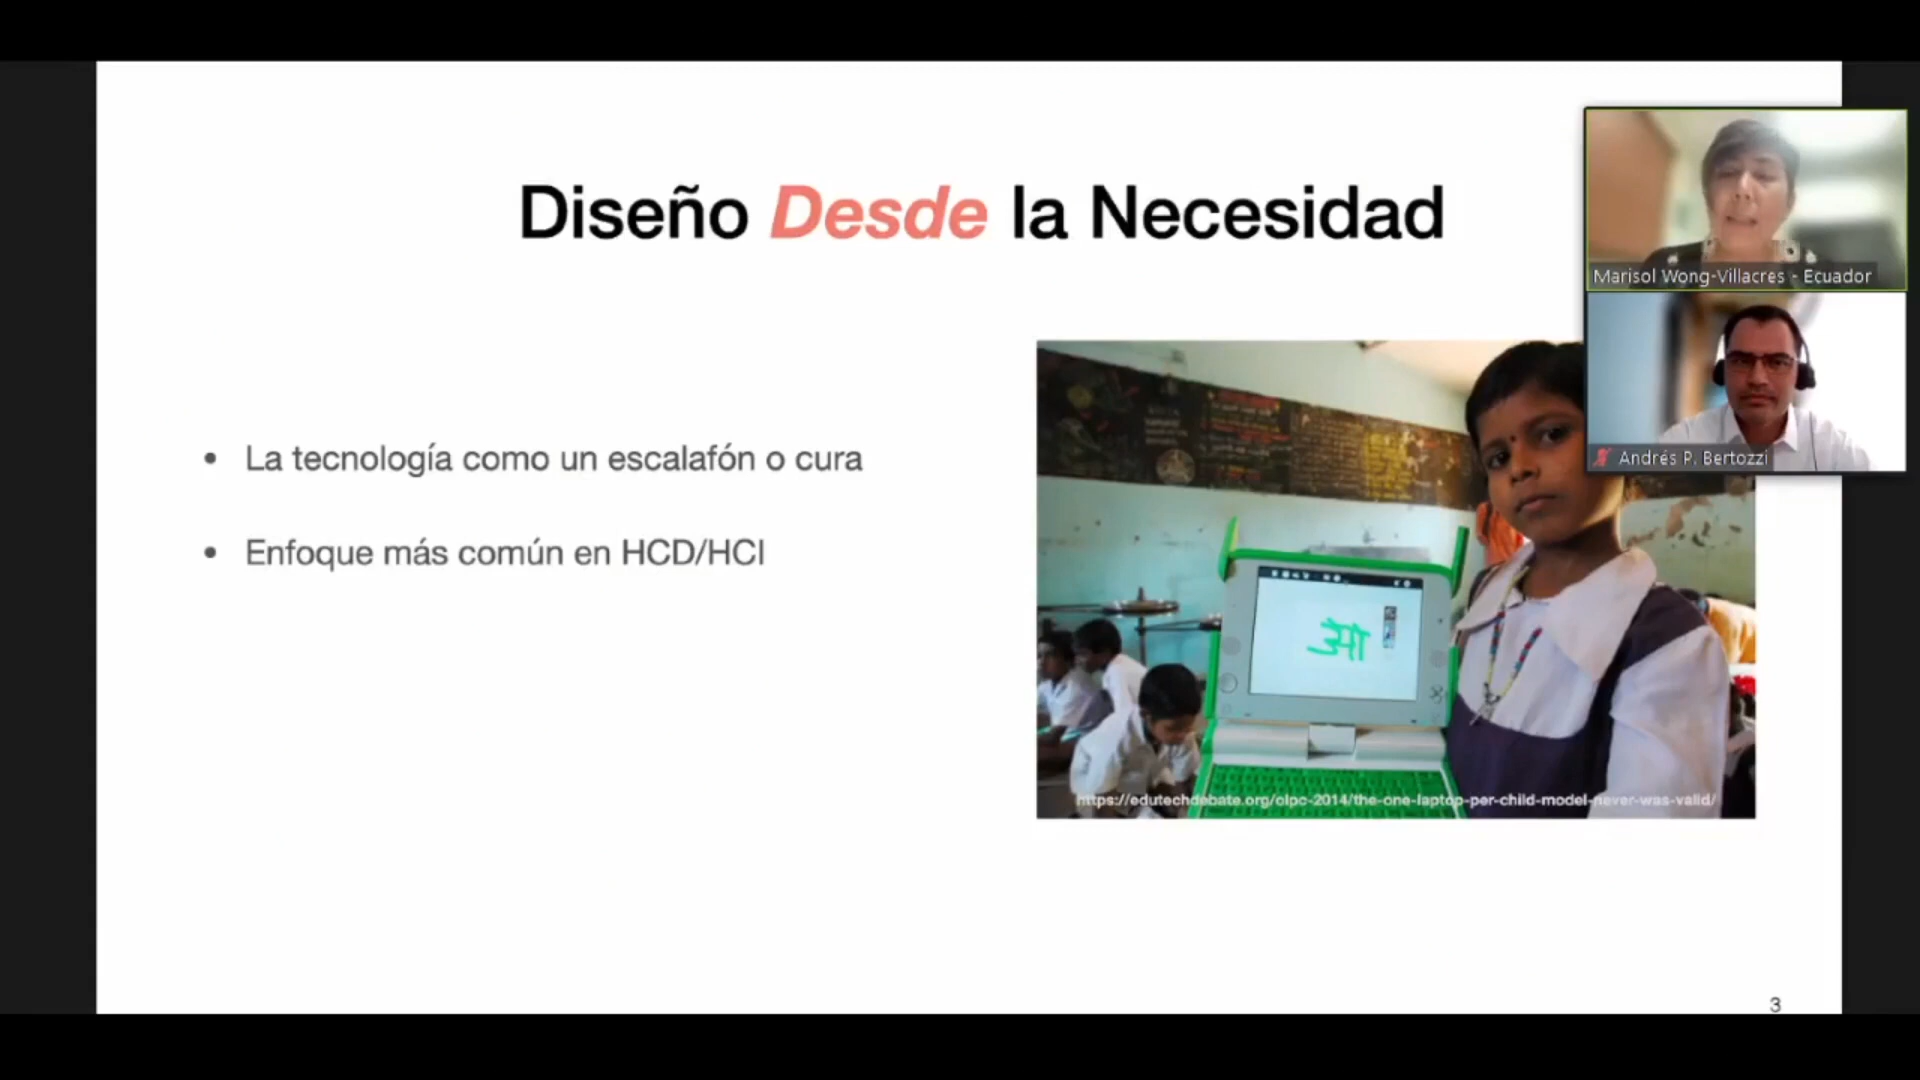 Diseño Desde la Necesidad
• La tecnología como un escalafón o cura
• Enfoque más común en HCD/HCI
https://edutechdebate.org/olpc-2014/the-one-laptop-per-child-model-never-was-valid/
3
Marisol Wong-Villacres - Ecuador
Andrés P. Bertozzi